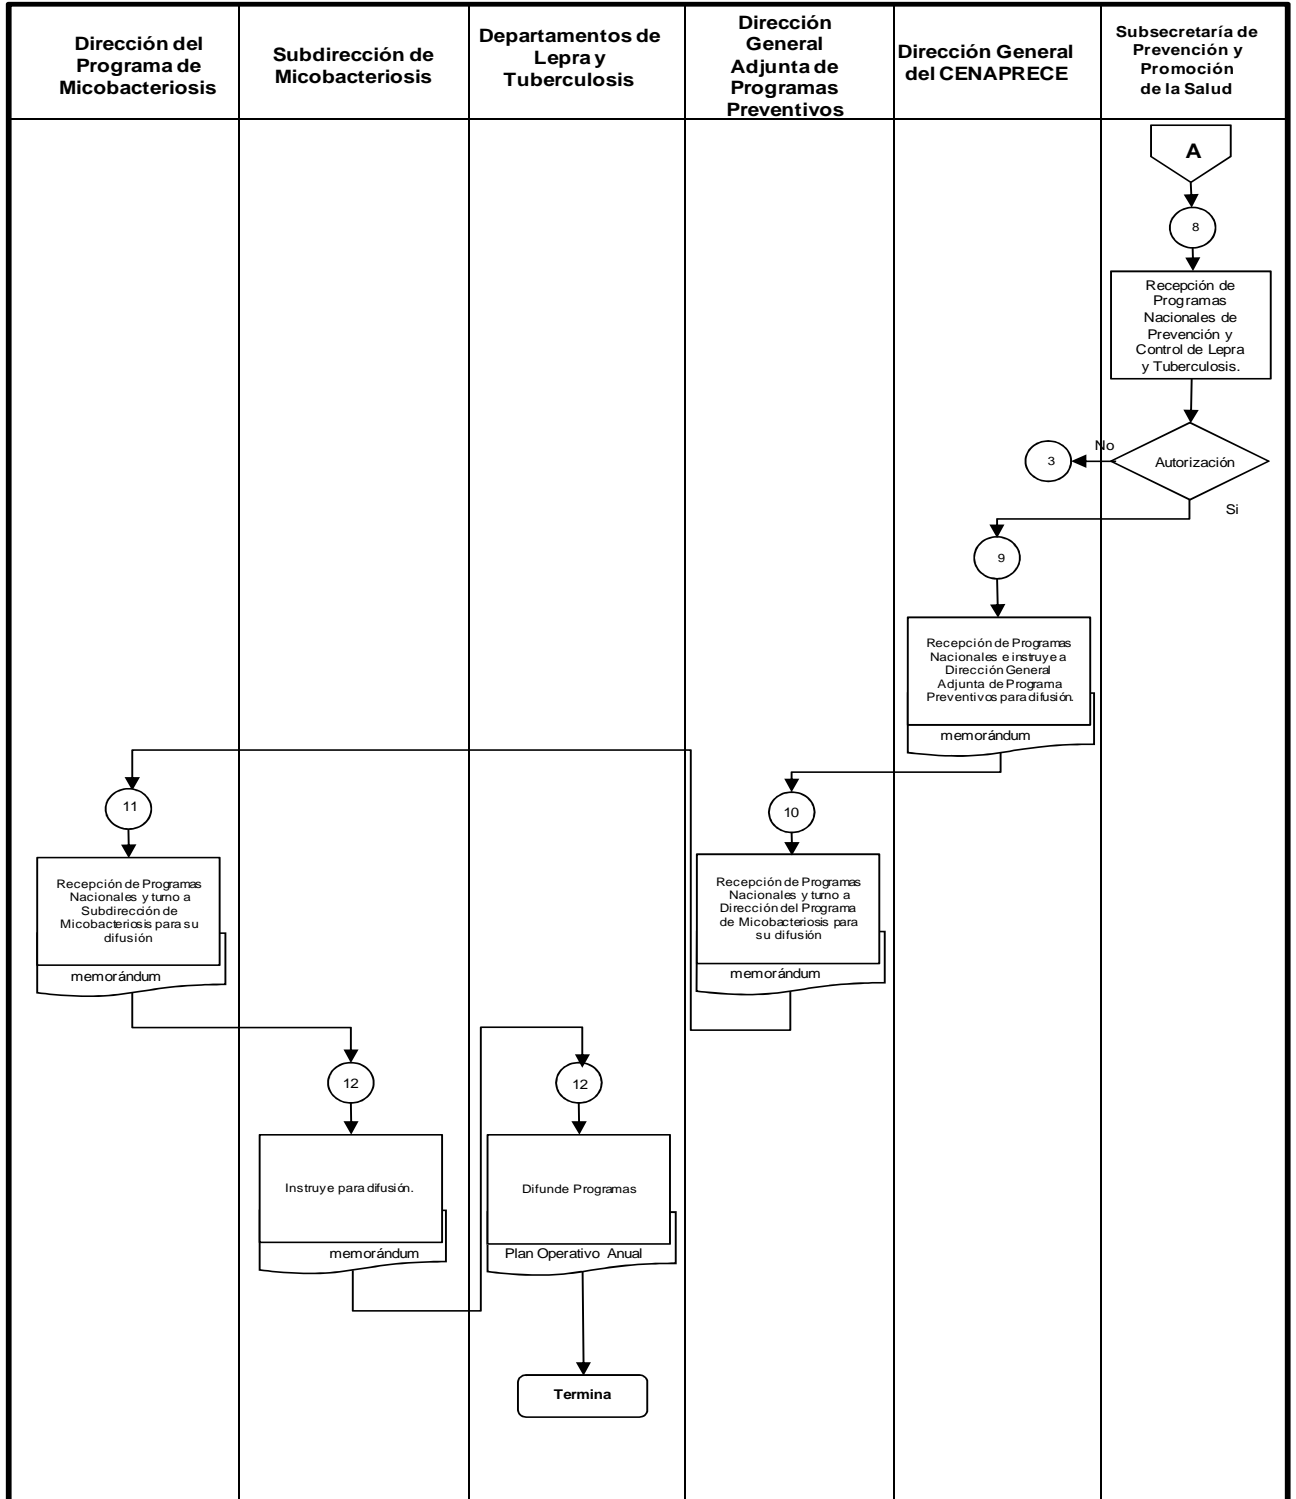 Dirección del
Programa de
Micobacteriosis
Subdirección de
Micobacteriosis
Departamentos de
Lepra y
Tuberculosis
Dirección
General
Adjunta de
Programas
Preventivos
Dirección General
del CENAPRECE
Subsecretaría de
Prevención y
Promoción
de la Salud
A
8
Recepción de
Programas
Nacionales de
Prevención y
Control de Lepra
y Tuberculosis.
No
3
Autorización
Si
9
Recepción de Programas
Nacionales e instruye a
Dirección General
Adjunta de Programa
Preventivos para difusión.
memorándum
11
10
Recepción de Programas
Nacionales y turno a
Subdirección de
Micobacteriosis para su
difusión
memorándum
Recepción de Programas
Nacionales y turno a
Dirección del Programa
de Micobacteriosis para
su difusión
memorándum
12
12
Instruye para difusión.
memorándum
Difunde Programas
Plan Operativo Anual
Termina